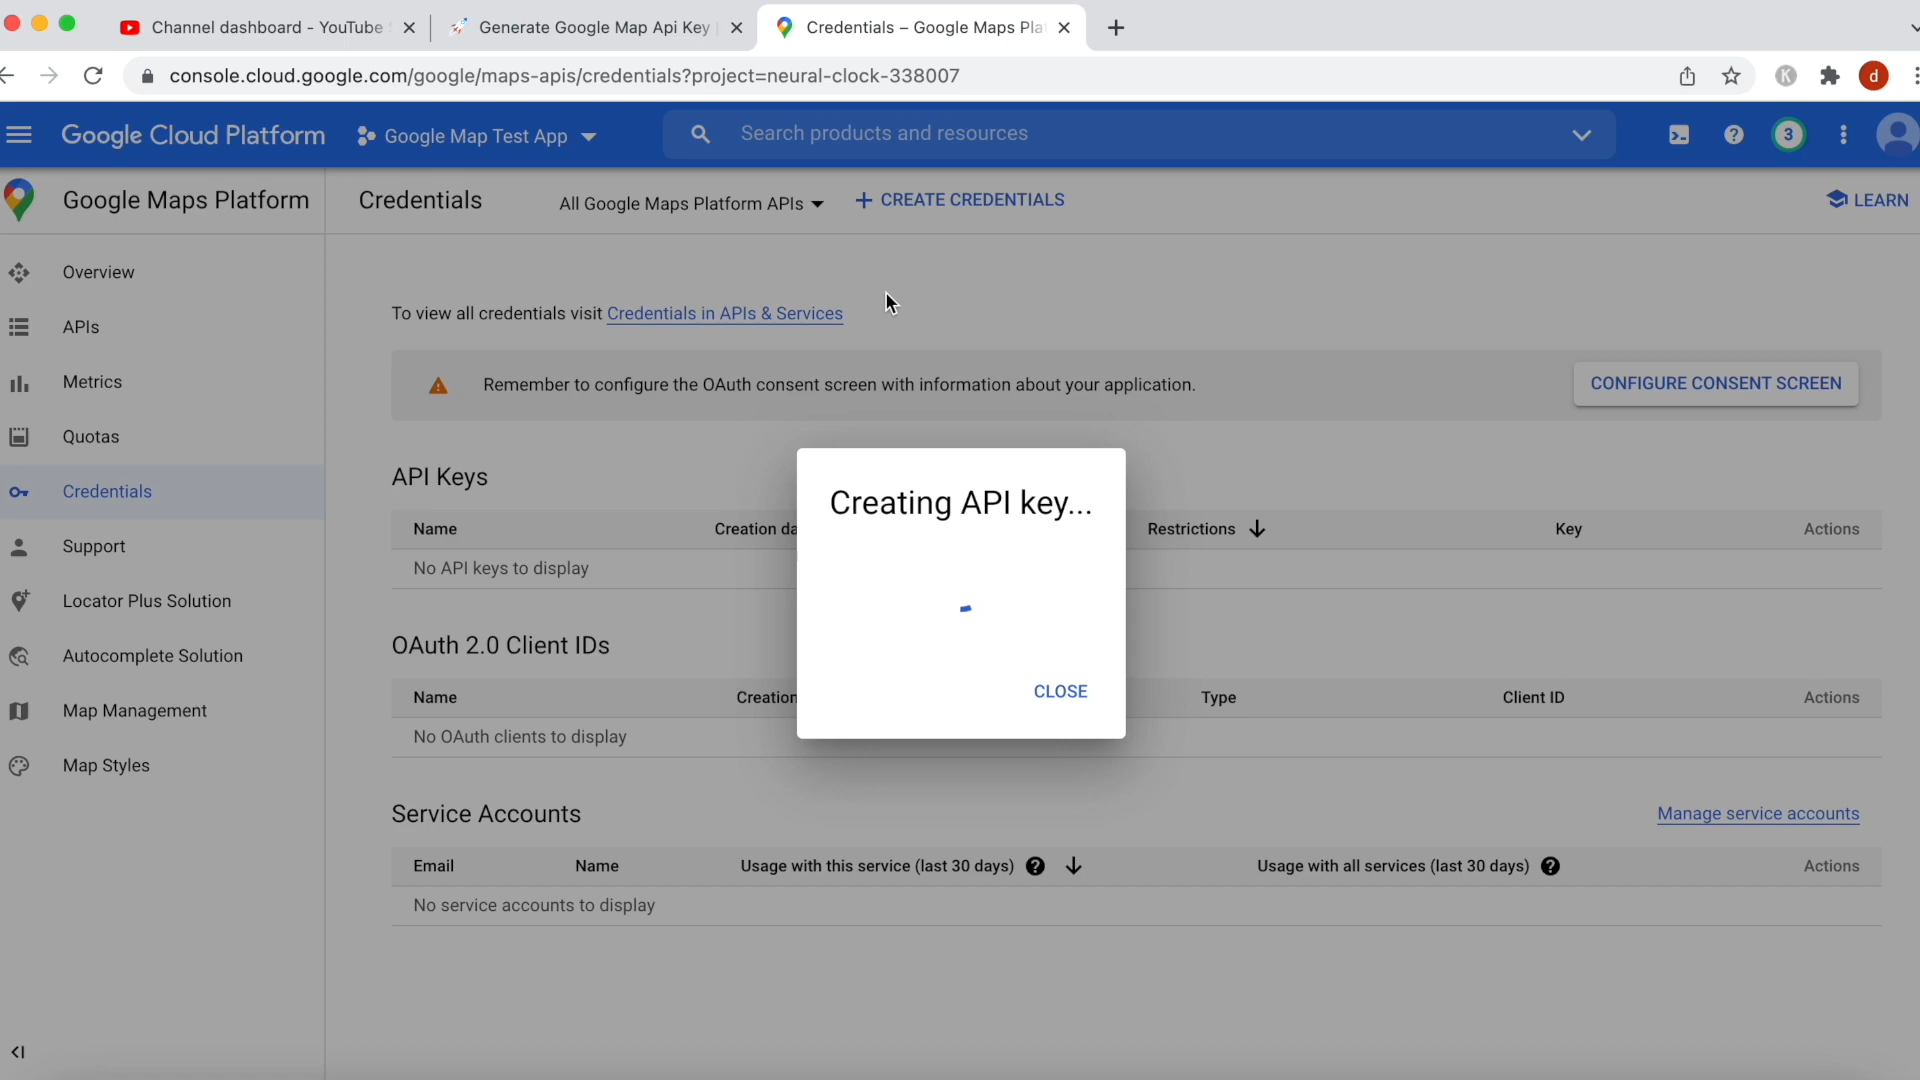 Channel dashboard - YouTube
Generate Google Map Api Key
Credentials – Google Maps Pla
console.cloud.google.com/google/maps-apis/credentials?project=neural-clock-338007
K
d
Google Cloud Platform
Google Map Test App
Search products and resources
3
Google Maps Platform
Credentials
All Google Maps Platform APIs
CREATE CREDENTIALS
LEARN
Overview
APIs
Metrics
Quotas
Credentials
Support
Locator Plus Solution
Autocomplete Solution
Map Management
Map Styles
To view all credentials visit Credentials in APIs & Services
Remember to configure the OAuth consent screen with information about your application.
CONFIGURE CONSENT SCREEN
API Keys
Name Creation da Restrictions Key Actions
No API keys to display
Creating API key...
CLOSE
OAuth 2.0 Client IDs
Name Creation Type Client ID Actions
No OAuth clients to display
Service Accounts
Manage service accounts
Email Name Usage with this service (last 30 days) Usage with all services (last 30 days) Actions
No service accounts to display